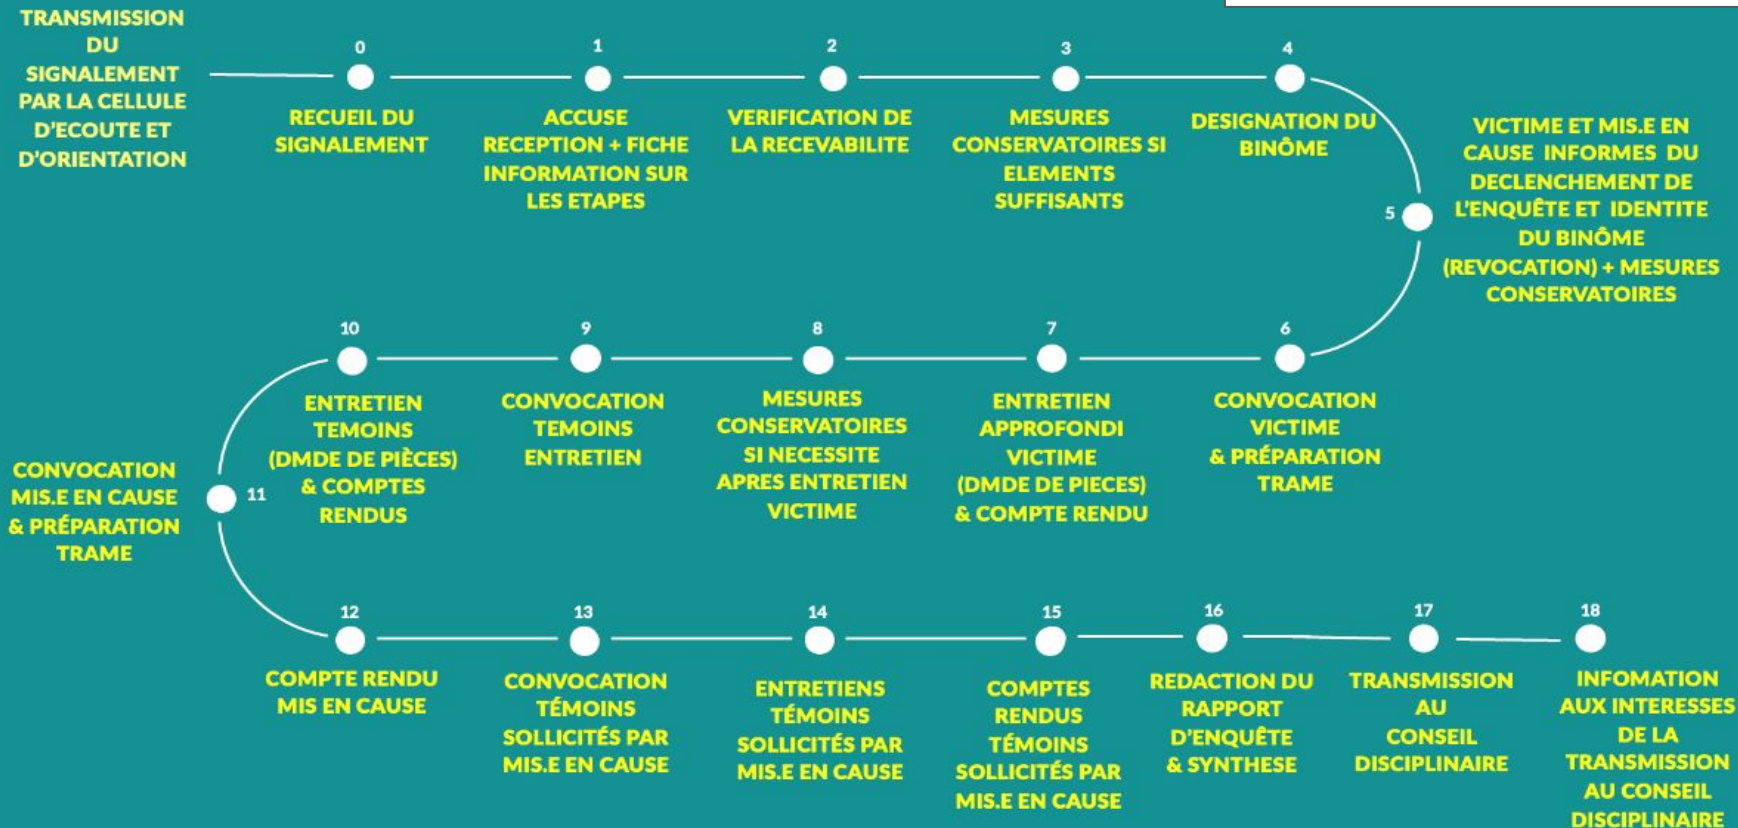 TRANSMISSION
DU
SIGNALEMENT
PAR LA CELLULE
D'ECOUTE ET
D'ORIENTATION
0
RECUEIL DU
SIGNALEMENT
1
ACCUSE
RECEPTION + FICHE
INFORMATION SUR
LES ETAPES
2
VERIFICATION DE
LA RECEVABILITE
3
MESURES
CONSERVATOIRES SI
ELEMENTS
SUFFISANTS
4
DESIGNATION DU
BINÔME
5
VICTIME ET MIS.E EN
CAUSE INFORMES DU
DECLENCHEMENT DE
L'ENQUÊTE ET IDENTITE
DU BINÔME
(REVOCATION) + MESURES
CONSERVATOIRES
6
CONVOCATION
VICTIME
& PRÉPARATION
TRAME
7
ENTRETIEN
APPROFONDI
VICTIME
(DMDE DE PIECES)
& COMPTE RENDU
8
MESURES
CONSERVATOIRES
SI NECESSITE
APRES ENTRETIEN
VICTIME
9
CONVOCATION
TEMOINS
ENTRETIEN
10
ENTRETIEN
TEMOINS
(DMDE DE PIÈCES)
& COMPTES
RENDUS
11
CONVOCATION
MIS.E EN CAUSE
& PRÉPARATION
TRAME
12
COMPTE RENDU
MIS EN CAUSE
13
CONVOCATION
TÉMOINS
SOLLICITÉS PAR
MIS.E EN CAUSE
14
ENTRETIENS
TÉMOINS
SOLLICITÉS PAR
MIS.E EN CAUSE
15
COMPTES
RENDUS
TÉMOINS
SOLLICITÉS PAR
MIS.E EN CAUSE
16
REDACTION DU
RAPPORT
D'ENQUÊTE
& SYNTHESE
17
TRANSMISSION
AU
CONSEIL
DISCIPLINAIRE
18
INFOMATION
AUX INTERESSES
DE LA
TRANSMISSION
AU CONSEIL
DISCIPLINAIRE